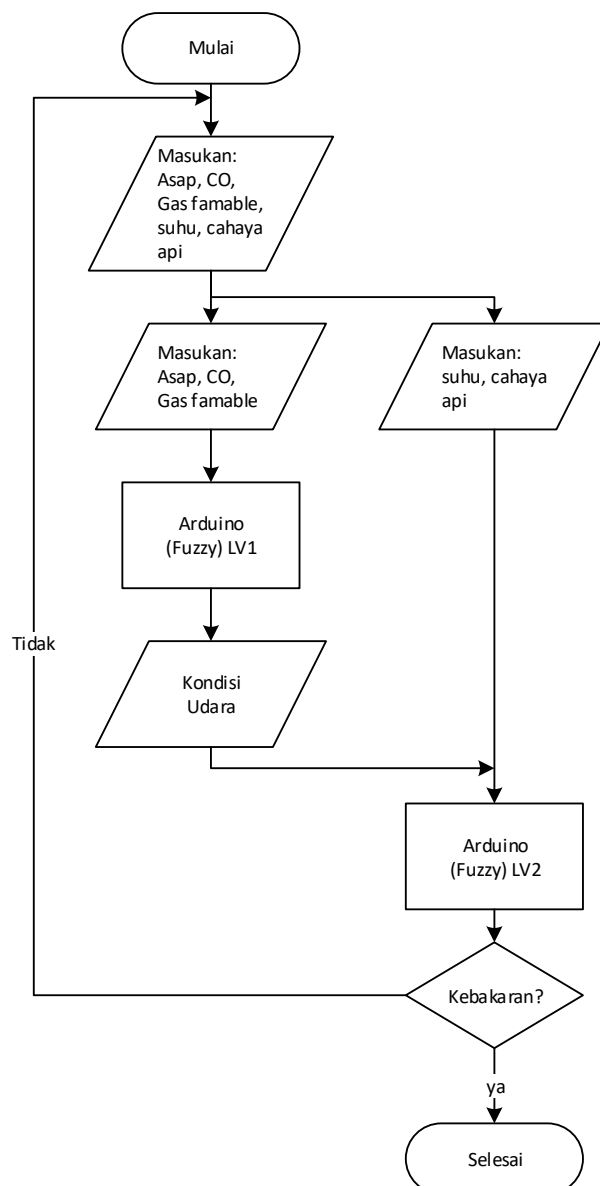 Mulai
Masukan:
Asap, CO,
Gas famable,
suhu, cahaya
api
Masukan:
Asap, CO,
Gas famable
Masukan:
suhu, cahaya
api
Arduino
(Fuzzy) LV1
Tidak
Kondisi
Udara
Arduino
(Fuzzy) LV2
Kebakaran?
ya
Selesai